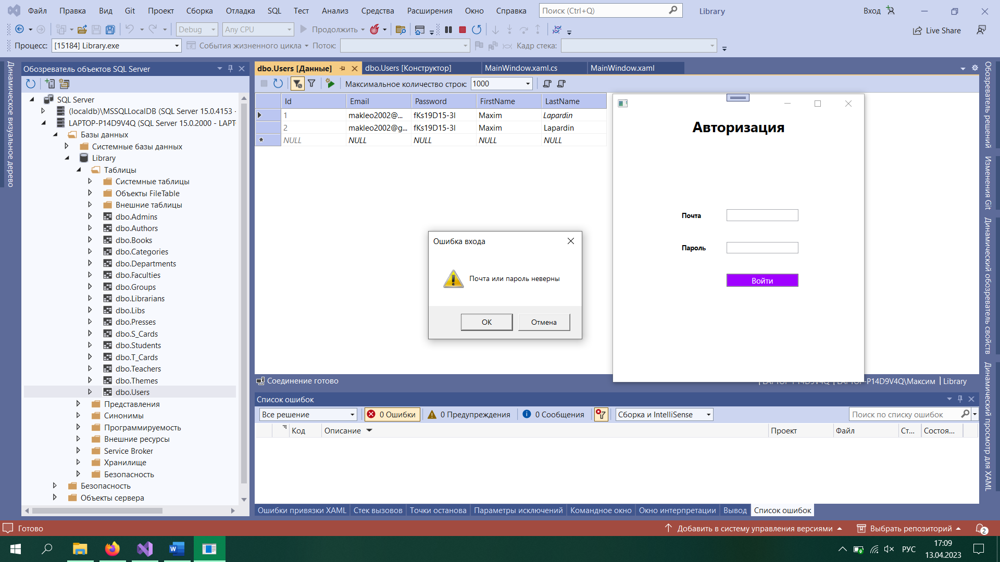 Файл Правка Вид Git Проект Сборка Отладка SQL Тест Анализ Средства Расширения Окно Справка Поиск (Ctrl+Q) Library Вход
Debug Any CPU Продолжить Live Share
Процесс: [15184] Library.exe События жизненного цикла Поток: Кадр стека:
Динамическое визуальное дерево
Обозреватель объектов SQL Server
SQL Server
(localdb)\MSSQLLocalDB (SQL Server 15.0.4153 -
LAPTOP-P14D9V4Q (SQL Server 15.0.2000 - LAPT
Базы данных
Системные базы данных
Library
Таблицы
Системные таблицы
Объекты FileTable
Внешние таблицы
dbo.Admins
dbo.Authors
dbo.Books
dbo.Categories
dbo.Departments
dbo.Faculties
dbo.Groups
dbo.Librarians
dbo.Libs
dbo.Presses
dbo.S_Cards
dbo.Students
dbo.T_Cards
dbo.Teachers
dbo.Themes
dbo.Users
Представления
Синонимы
Программируемость
Внешние ресурсы
Service Broker
Хранилище
Безопасность
Безопасность
Объекты сервера
dbo.Users [Данные] dbo.Users [Конструктор] MainWindow.xaml.cs MainWindow.xaml
Максимальное количество строк: 1000
Id Email Password FirstName LastName
1 makleo2002@... fKs19D15-3I Maxim Lapardin
2 makleo2002@g... fKs19D15-3I Maxim Lapardin
NULL NULL NULL NULL NULL
Авторизация
Почта
Пароль
Войти
Ошибка входа
Почта или пароль неверны
OK Отмена
Соединение готово
LAPTOP-P14D9V4Q LAPTOP-P14D9V4Q\Максим Library
Список ошибок
Все решение 0 Ошибки 0 Предупреждения 0 Сообщения Сборка и IntelliSense Поиск по списку ошибок
Код Описание Проект Файл Ст... Состоя...
Ошибки привязки XAML Стек вызовов Точки останова Параметры исключений Командное окно Окно интерпретации Вывод Список ошибок
Обозреватель решений
Изменения Git
Динамический обозреватель свойств
Динамический просмотр для XAML
Готово Добавить в систему управления версиями Выбрать репозиторий 2
РУС 17:09
13.04.2023